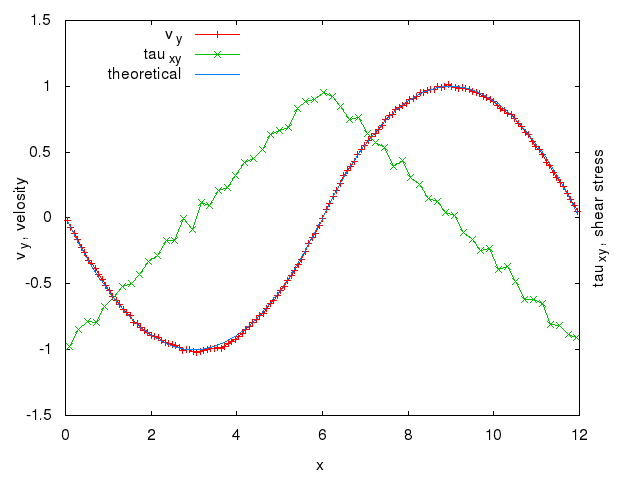 1.5
1
0.5
0
-0.5
-1
-1.5
v y
tau xy
theoretical
v y, velosity
tau xy, shear stress
0 2 4 6 8 10 12
x